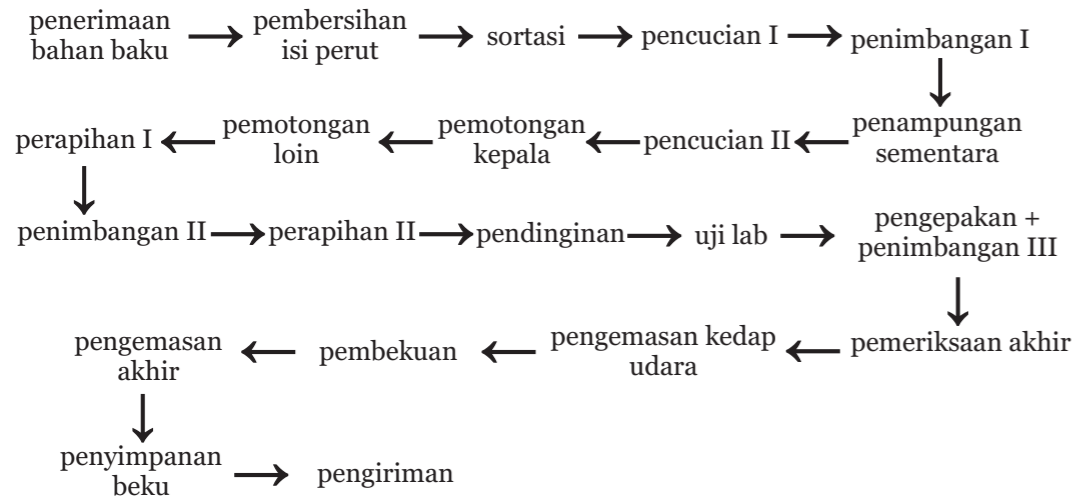 penerimaan
bahan baku
pembersihan
isi perut
sortasi
pencucian I
penimbangan I
penampungan
sementara
pencucian II
pemotongan
kepala
pemotongan
loin
perapihan I
penimbangan II
perapihan II
pendinginan
uji lab
pengepakan +
penimbangan III
pemeriksaan akhir
pengemasan kedap
udara
pembekuan
pengemasan
akhir
penyimpanan
beku
pengiriman